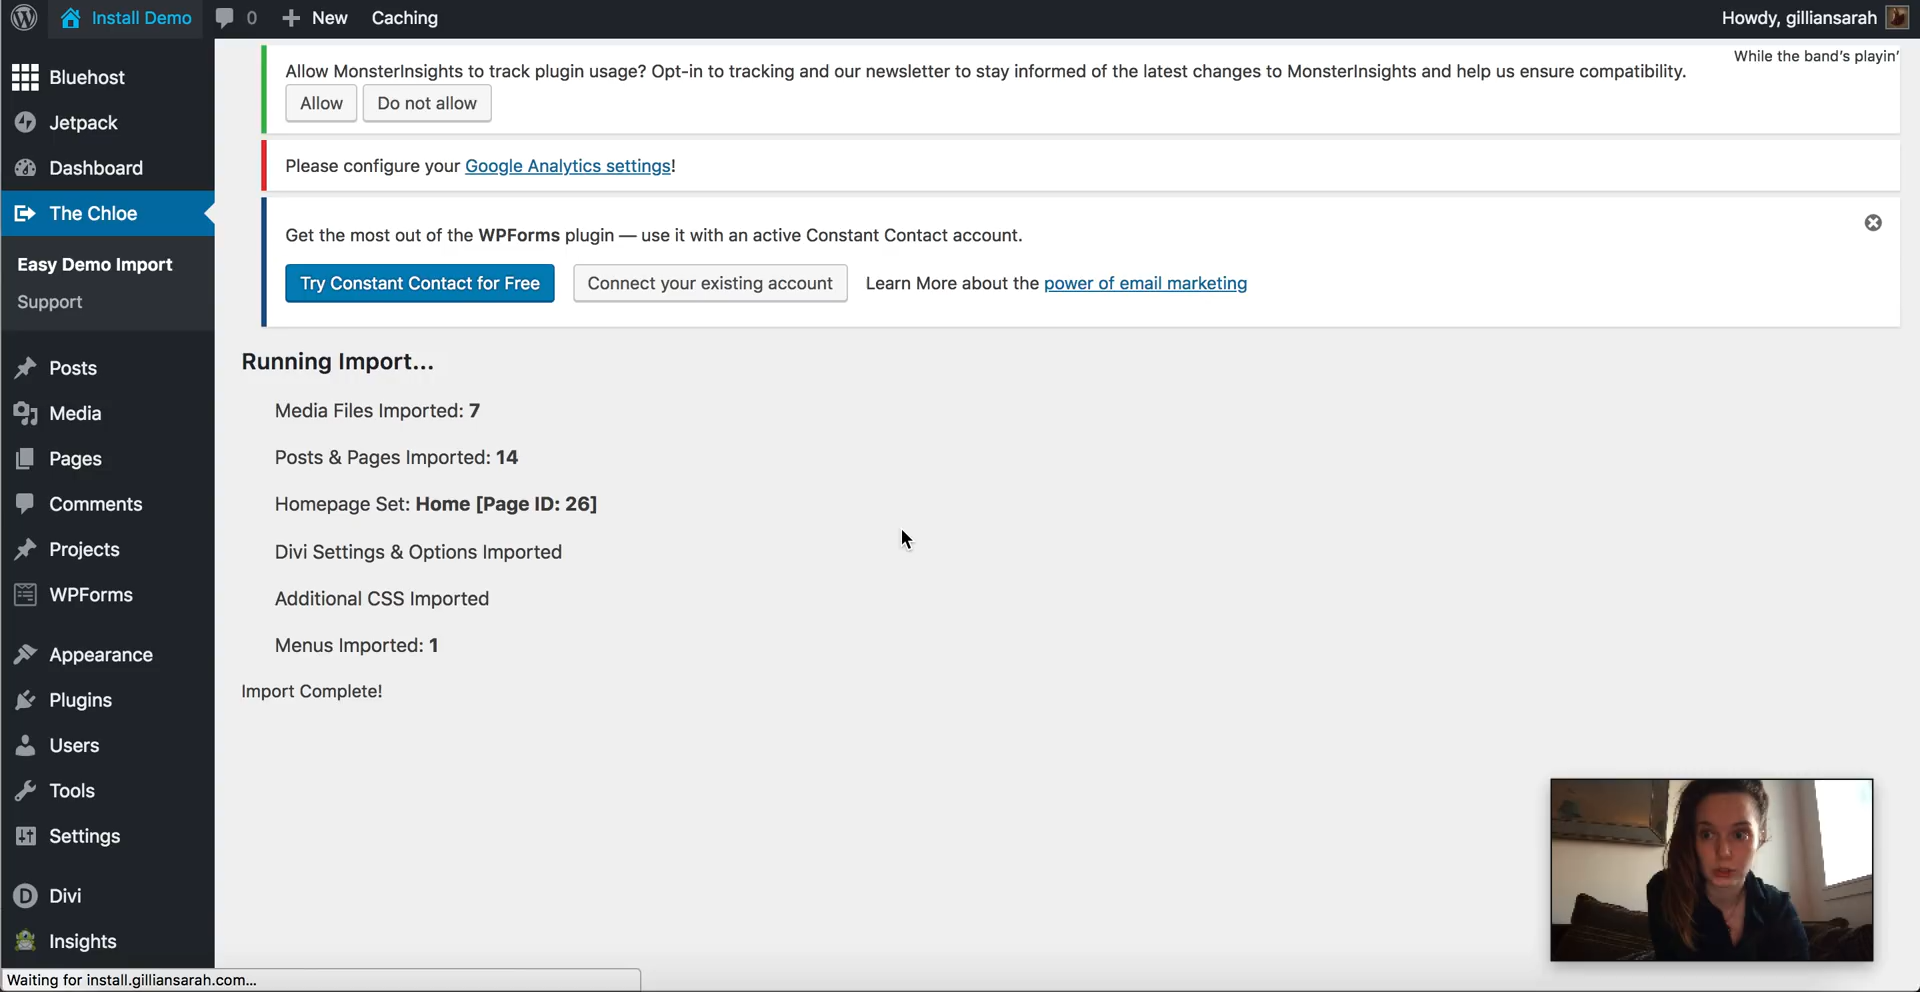 Install Demo 0 New Caching Howdy, gilliansarah
While the band's playin'
Allow MonsterInsights to track plugin usage? Opt-in to tracking and our newsletter to stay informed of the latest changes to MonsterInsights and help us ensure compatibility.
Allow Do not allow
Please configure your Google Analytics settings!
Get the most out of the WPForms plugin — use it with an active Constant Contact account.
Try Constant Contact for Free Connect your existing account Learn More about the power of email marketing
Bluehost
Jetpack
Dashboard
The Chloe
Easy Demo Import
Support
Posts
Media
Pages
Comments
Projects
WPForms
Appearance
Plugins
Users
Tools
Settings
Divi
Insights
Running Import...
Media Files Imported: 7
Posts & Pages Imported: 14
Homepage Set: Home [Page ID: 26]
Divi Settings & Options Imported
Additional CSS Imported
Menus Imported: 1
Import Complete!
Waiting for install.gilliansarah.com...